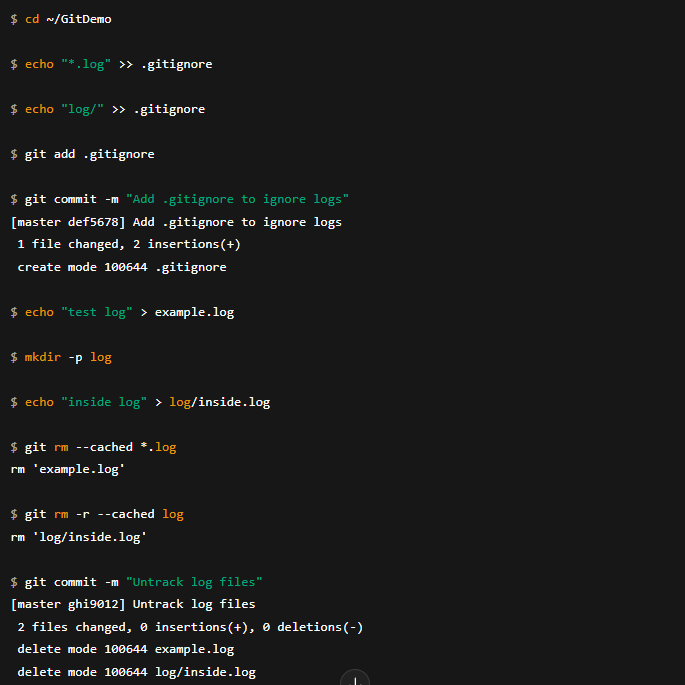 $ cd ~/GitDemo
$ echo "*.log" >> .gitignore
$ echo "log/" >> .gitignore
$ git add .gitignore
$ git commit -m "Add .gitignore to ignore logs"
[master def5678] Add .gitignore to ignore logs
 1 file changed, 2 insertions(+)
 create mode 100644 .gitignore
$ echo "test log" > example.log
$ mkdir -p log
$ echo "inside log" > log/inside.log
$ git rm --cached *.log
rm 'example.log'
$ git rm -r --cached log
rm 'log/inside.log'
$ git commit -m "Untrack log files"
[master ghi9012] Untrack log files
 2 files changed, 0 insertions(+), 0 deletions(-)
 delete mode 100644 example.log
 delete mode 100644 log/inside.log